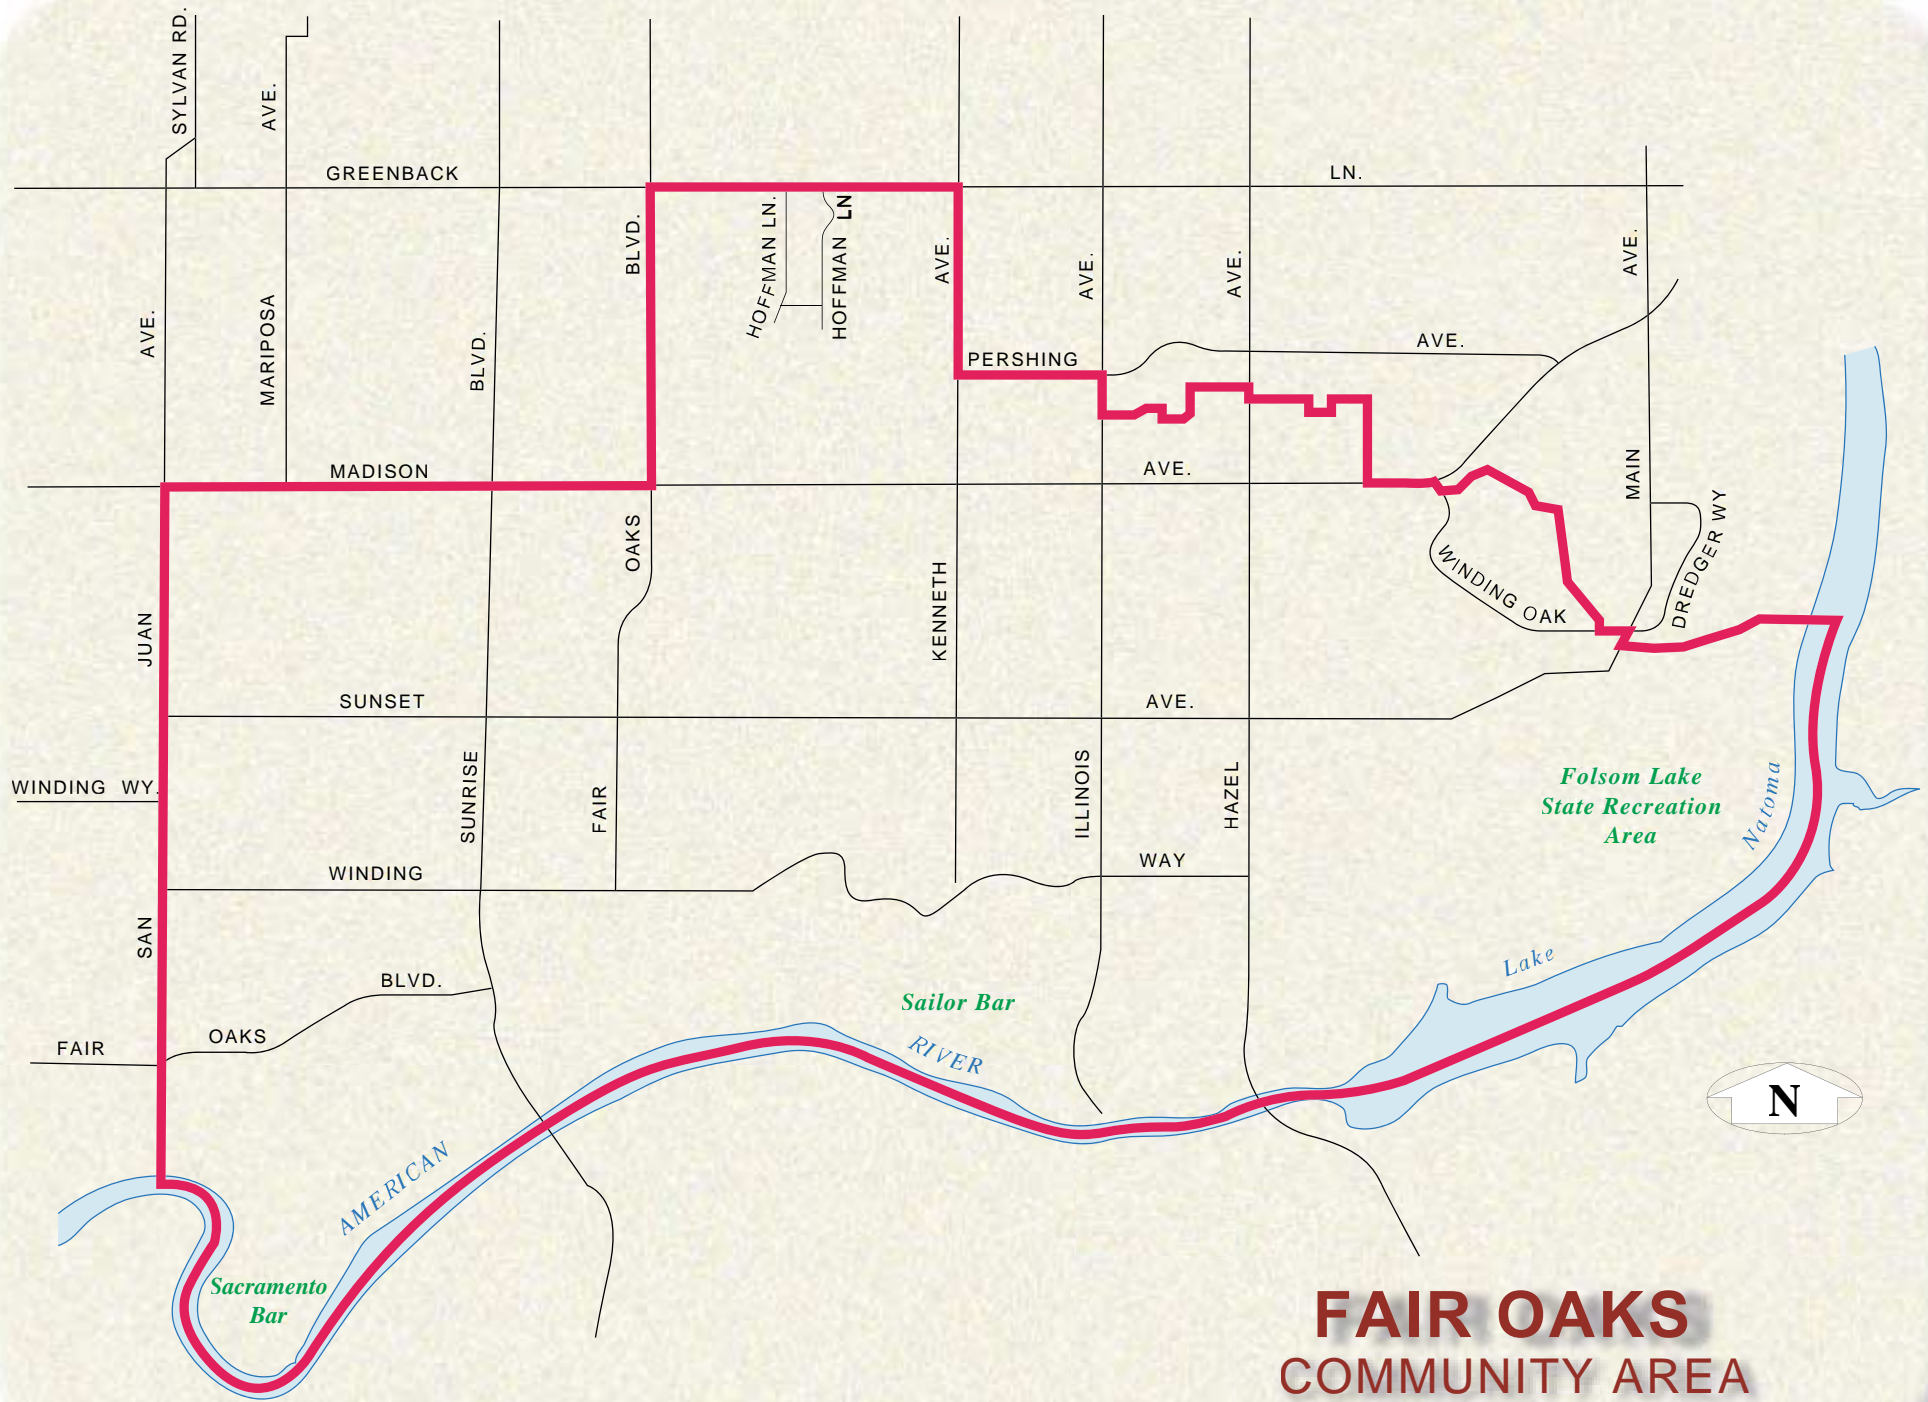 SYLVAN RD.
AVE.
GREENBACK
LN.
BLVD.
HOFFMAN LN.
HOFFMAN LN
AVE.
AVE.
AVE.
AVE.
AVE.
MARIPOSA
BLVD.
PERSHING
AVE.
MADISON
AVE.
MAIN
DREDGER WY
OAKS
WINDING OAK
JUAN
KENNETH
SUNSET
AVE.
WINDING WY.
SUNRISE
FAIR
ILLINOIS
HAZEL
Folsom Lake
State Recreation
Area
Lake Natoma
WINDING
WAY
SAN
BLVD.
FAIR
OAKS
Sailor Bar
AMERICAN RIVER
N
Sacramento
Bar
FAIR OAKS
COMMUNITY AREA